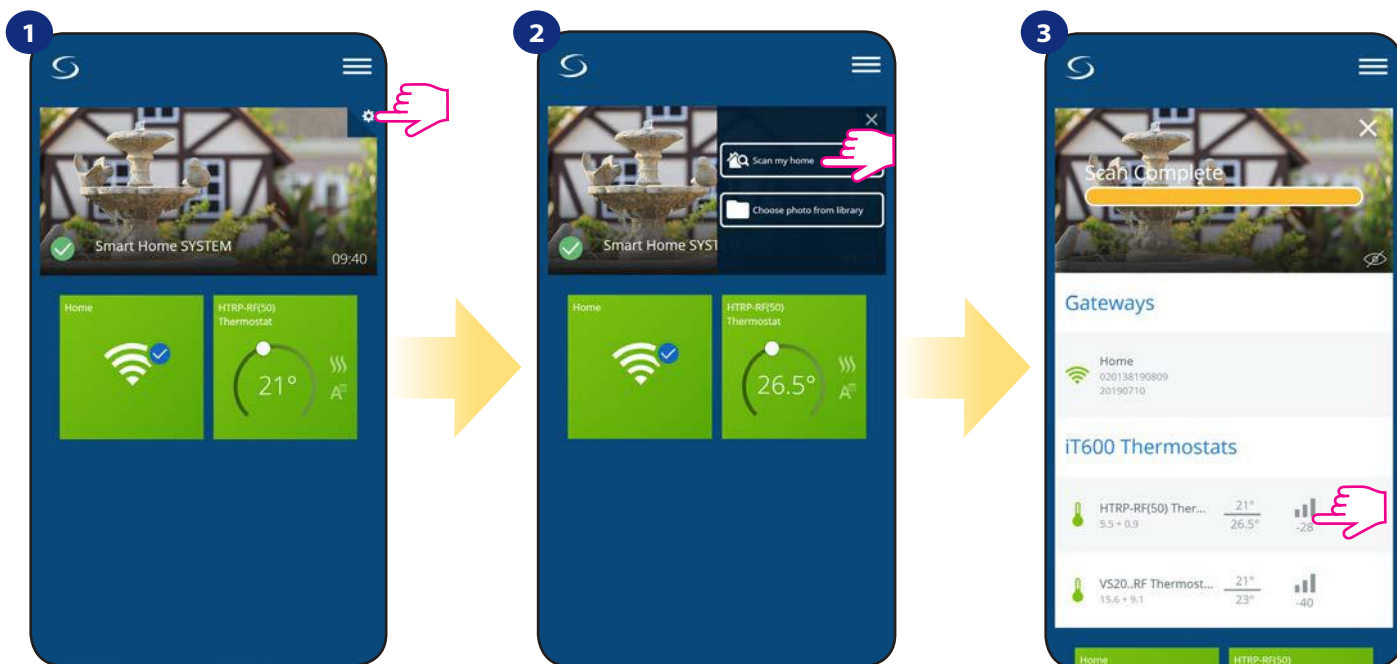 1
Smart Home SYSTEM
09:40
Home
HTRP-RF(50)
Thermostat
21°
A
2
Scan my home
Choose photo from library
Smart Home SYST
Home
HTRP-RF(50)
Thermostat
26.5°
A
3
Scan Complete
Gateways
Home
020138190809
20190710
iT600 Thermostats
HTRP-RF(50) Ther...
5.5 + 0.9
21°
26.5°
-28
VS20..RF Thermost...
15.6 + 9.1
21°
23°
-40
Home
HTRP-RF(50)